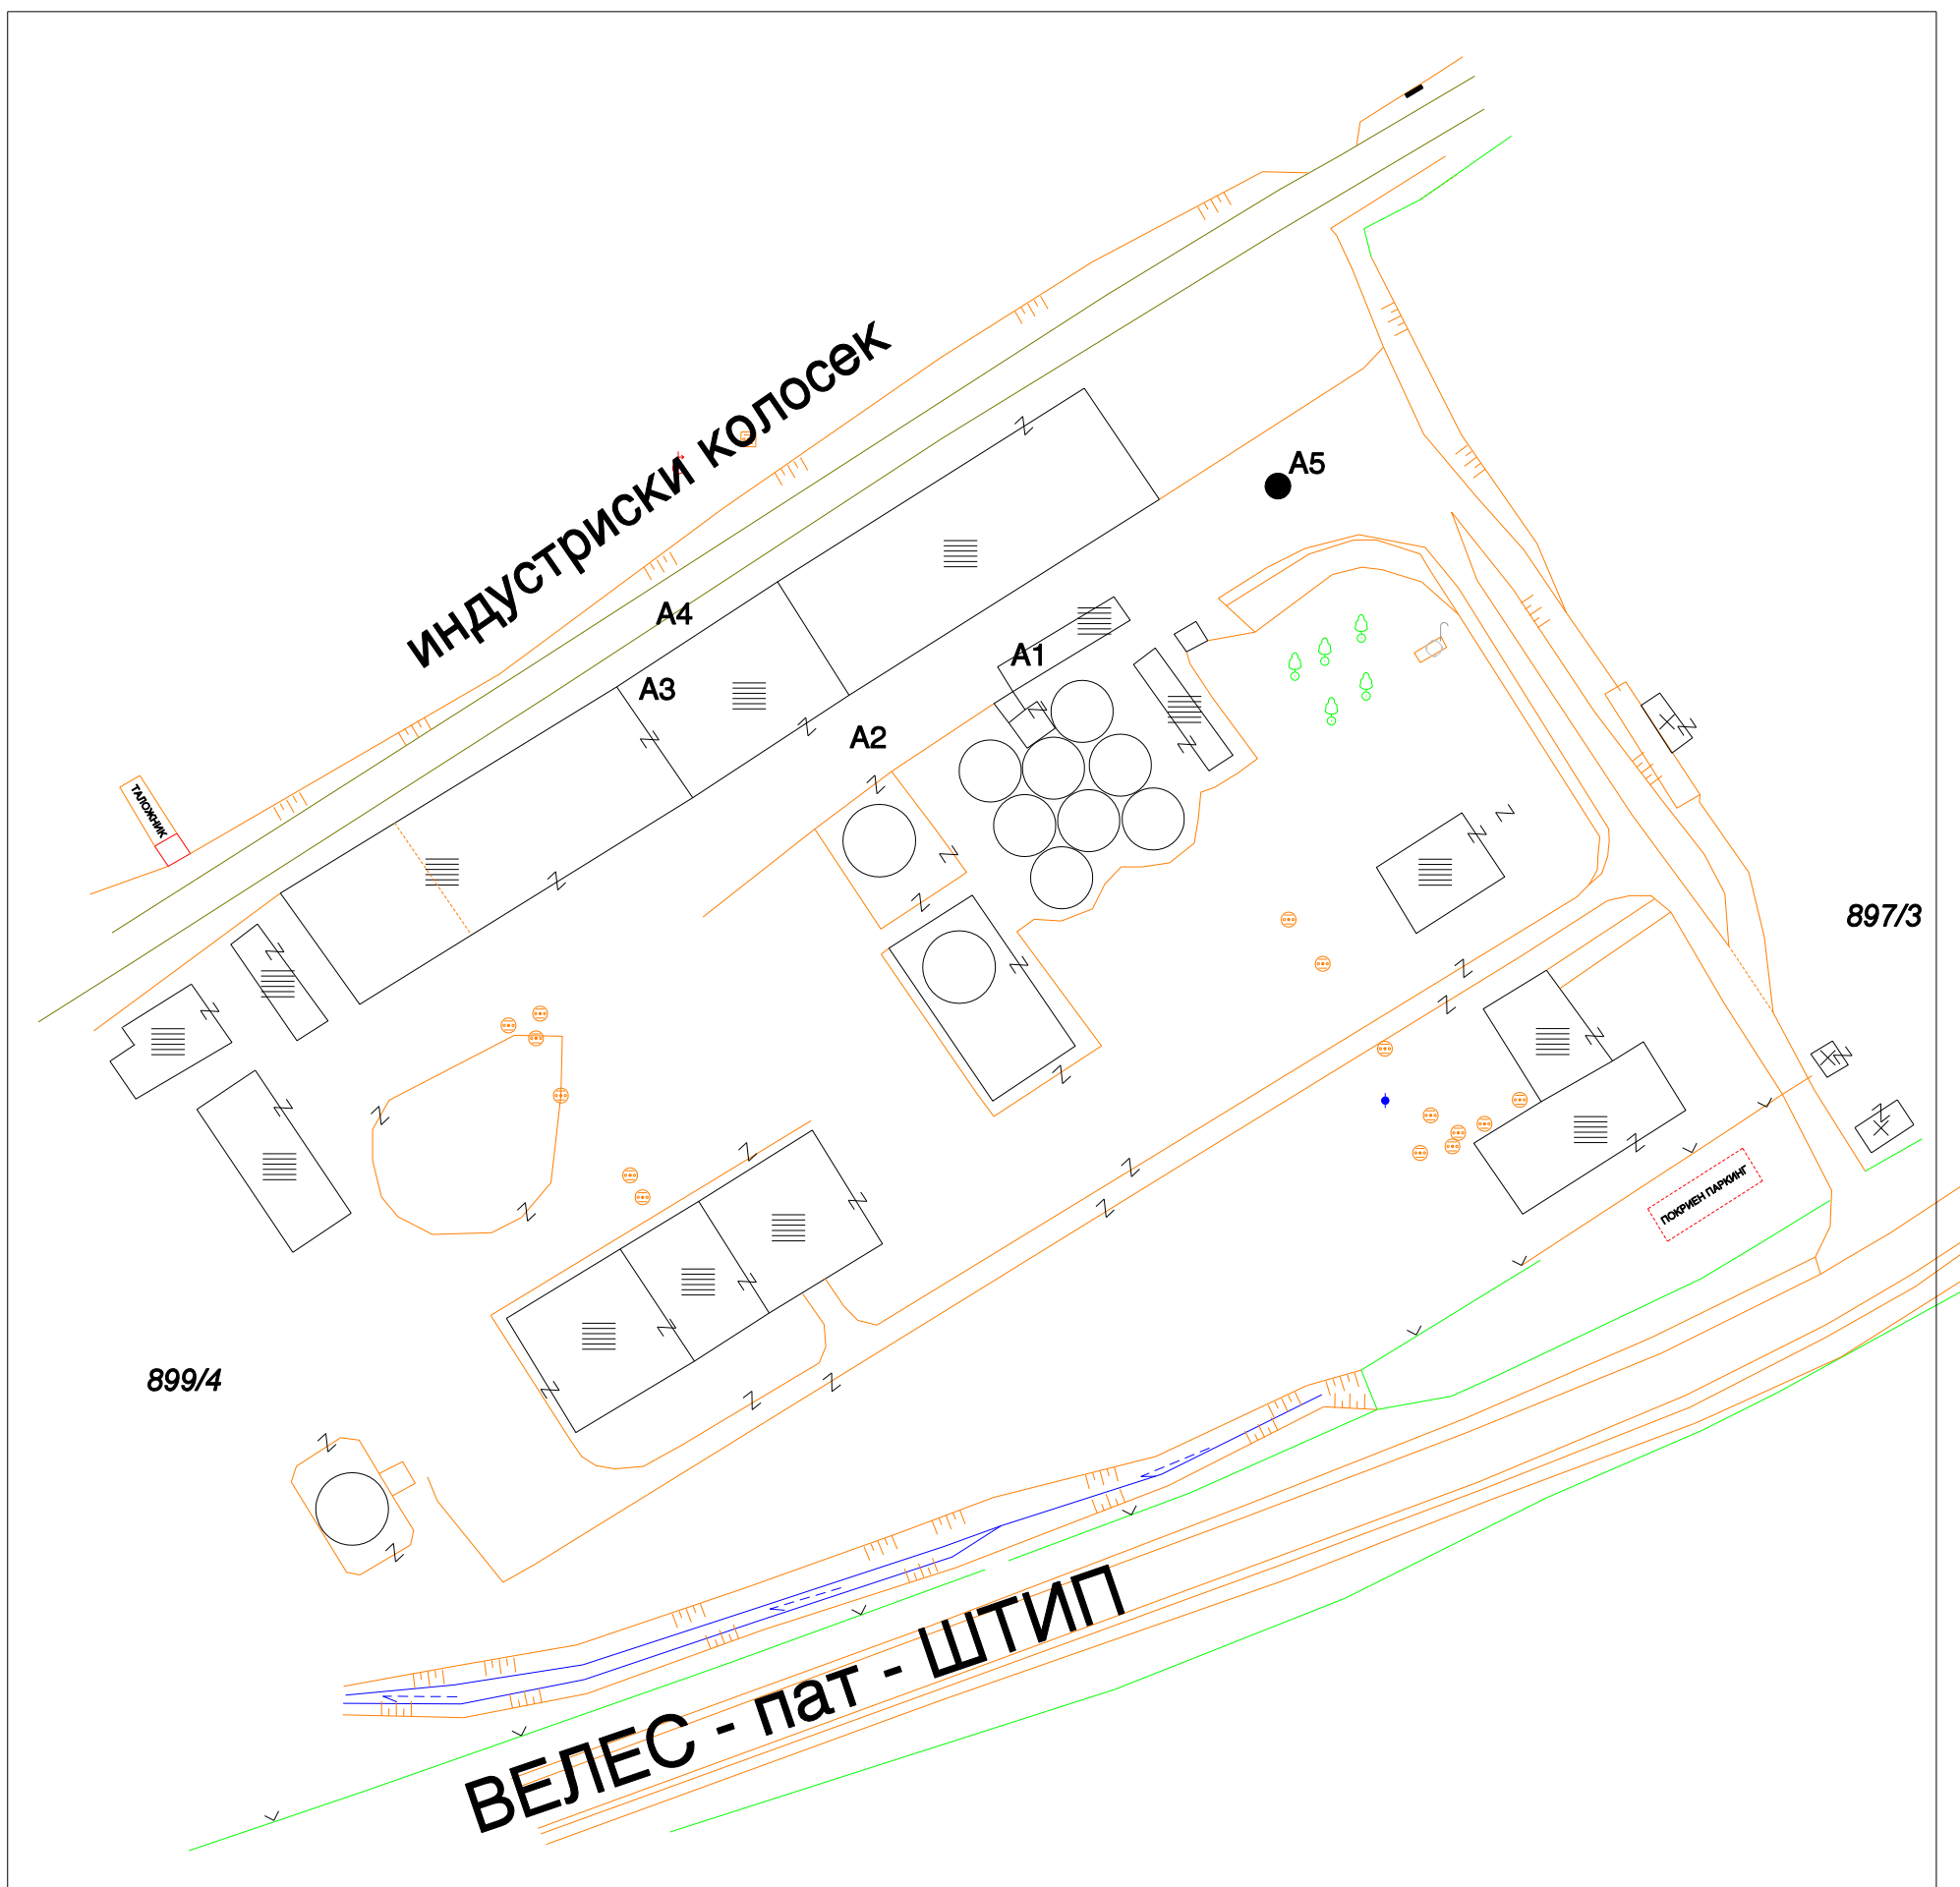 индустриски колосек
A5
A4
A1
A3
A2
ТАЛОЖНИК
897/3
ПОКРИЕН ПАРКИНГ
899/4
ВЕЛЕС - пат - ШТИП